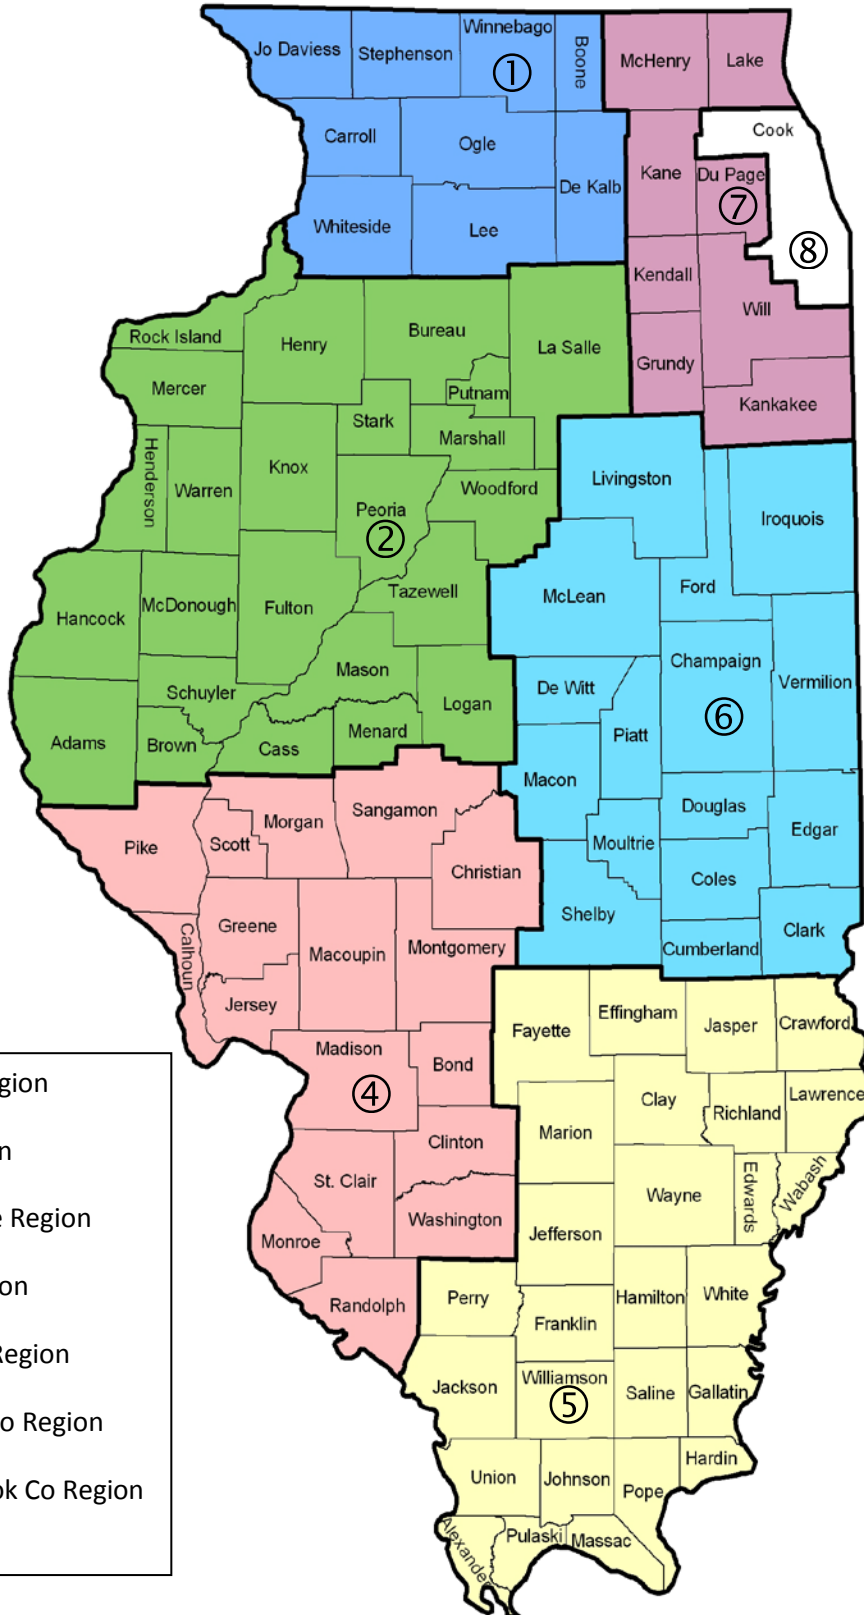 Jo Daviess
Stephenson
Winnebago
Boone
McHenry
Lake
①
Carroll
Ogle
De Kalb
Kane
Cook
Du Page
⑦
Whiteside
Lee
⑧
Kendall
Will
Rock Island
Henry
Bureau
La Salle
Grundy
Mercer
Putnam
Kankakee
Stark
Marshall
Henderson
Warren
Knox
Peoria
②
Woodford
Livingston
Iroquois
Hancock
McDonough
Fulton
Tazewell
McLean
Ford
Schuyler
Mason
Logan
De Witt
Champaign
⑥
Vermilion
Adams
Brown
Cass
Menard
Piatt
Macon
Pike
Scott
Morgan
Sangamon
Christian
Douglas
Moultrie
Edgar
Coles
Shelby
Cumberland
Clark
Calhoun
Greene
Macoupin
Montgomery
Jersey
Fayette
Effingham
Jasper
Crawford
Madison
④
Bond
Clay
Richland
Lawrence
Marion
Clinton
St. Clair
Wayne
Edwards
Wabash
Monroe
Washington
Jefferson
Randolph
Perry
Franklin
Hamilton
White
Jackson
Williamson
⑤
Saline
Gallatin
Union
Johnson
Pope
Hardin
Alexander
Pulaski
Massac
gion
n
e Region
on
Region
o Region
ok Co Region